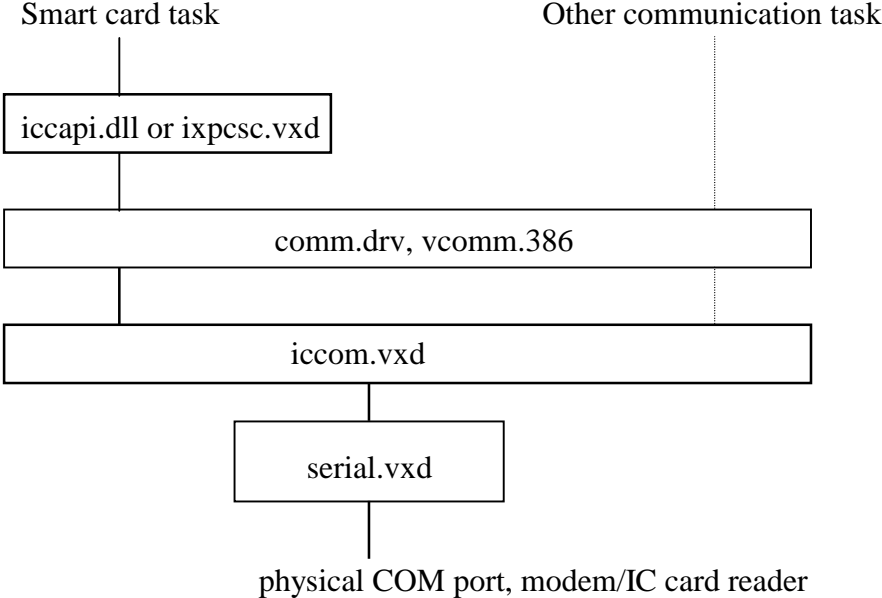 Smart card task
Other communication task
iccapi.dll or ixpcsc.vxd
comm.drv, vcomm.386
iccom.vxd
serial.vxd
physical COM port, modem/IC card reader